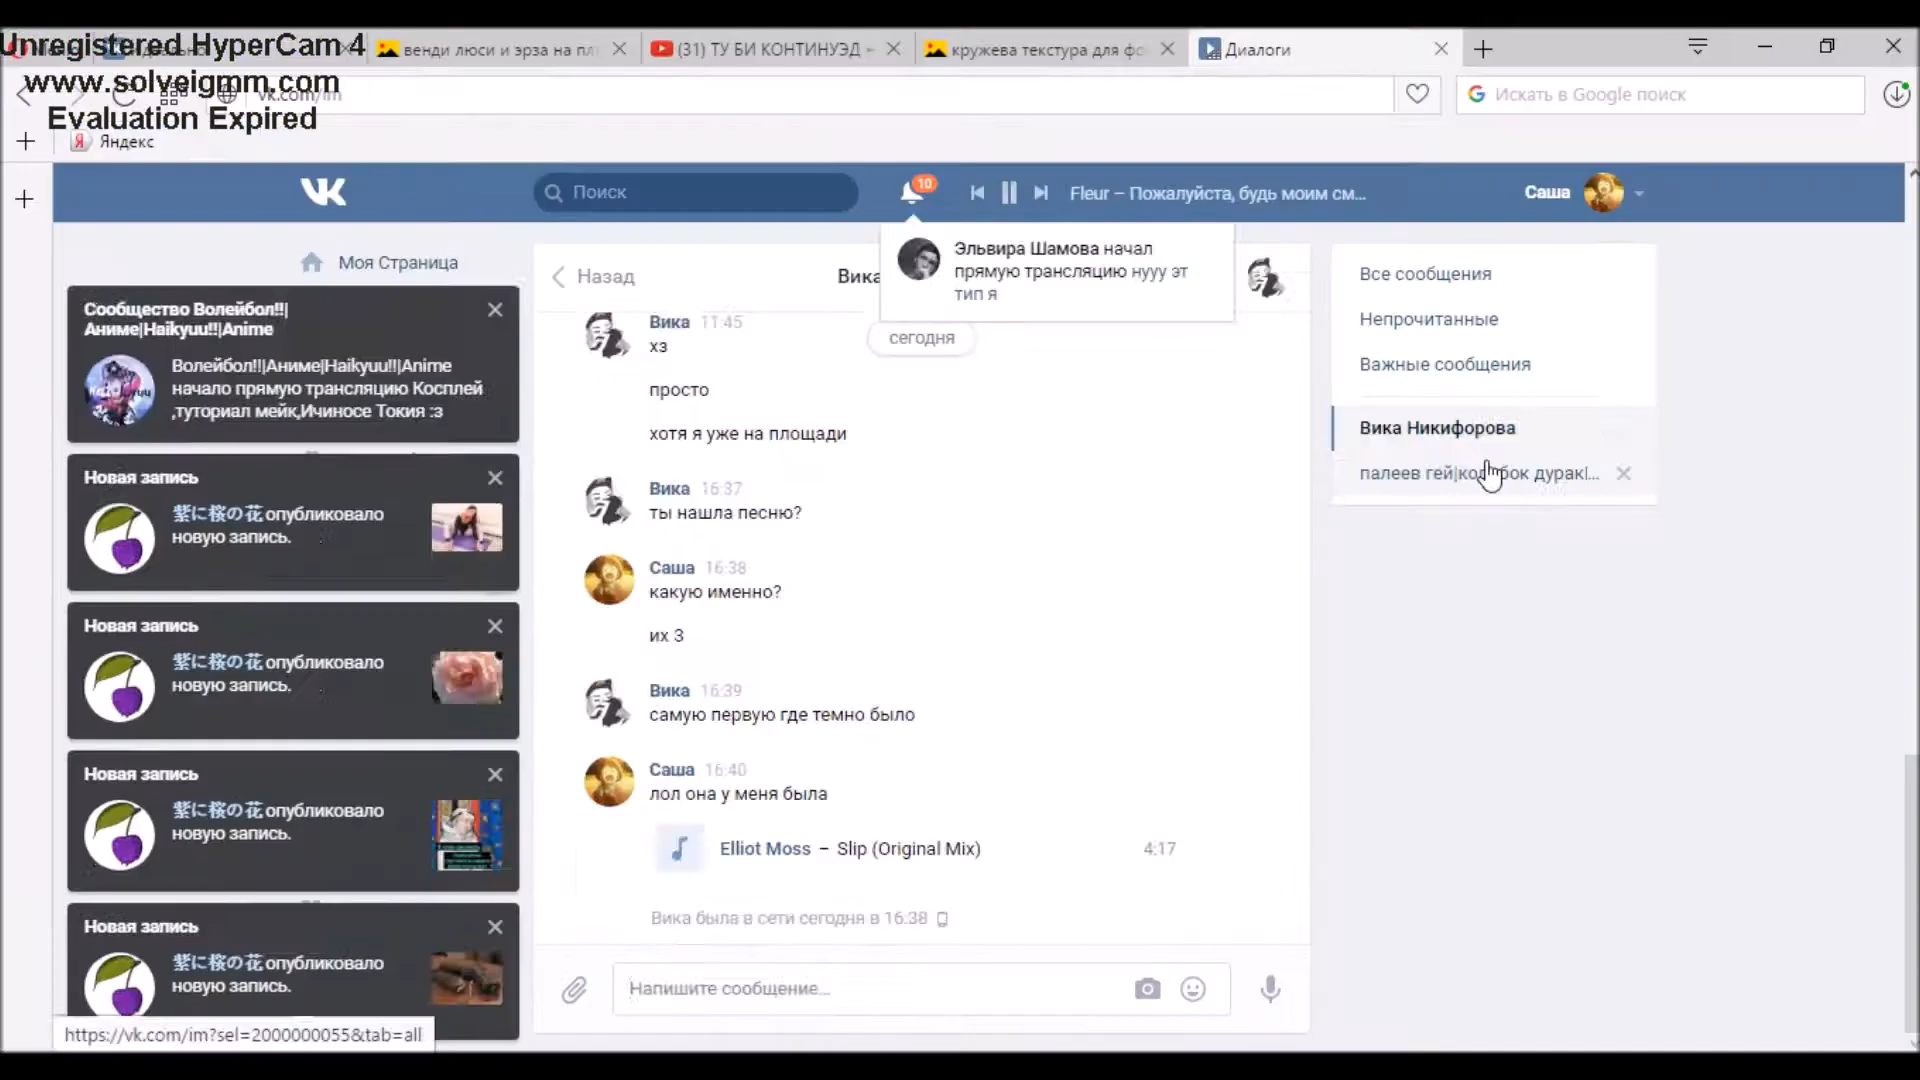 Unregistered HyperCam 4
www.solveigmm.com
Evaluation Expired
венди люси и эрза на пл
(31) ТУ БИ КОНТИНУЭД -
кружева текстура для фо
Диалоги
vk.com/im
Искать в Google поиск
Яндекс
Поиск
10
Fleur – Пожалуйста, будь моим см...
Саша
Моя Страница
Сообщество Волейбол!!|
Аниме|Haikyuu!!|Anime
Волейбол!!|Аниме|Haikyuu!!|Anime
начало прямую трансляцию Косплей
,туториал мейк,Ичиносе Токия :з
Новая запись
紫に桜の花 опубликовало
новую запись.
Новая запись
紫に桜の花 опубликовало
новую запись.
Новая запись
紫に桜の花 опубликовало
новую запись.
Новая запись
紫に桜の花 опубликовало
новую запись.
https://vk.com/im?sel=2000000055&tab=all
Назад
Вика
Эльвира Шамова начал
прямую трансляцию нууу эт
тип я
сегодня
Вика 11:45
хз
просто
хотя я уже на площади
Вика 16:37
ты нашла песню?
Саша 16:38
какую именно?
их 3
Вика 16:39
самую первую где темно было
Саша 16:40
лол она у меня была
Elliot Moss – Slip (Original Mix) 4:17
Вика была в сети сегодня в 16:38
Напишите сообщение...
Все сообщения
Непрочитанные
Важные сообщения
Вика Никифорова
палеев гей|кол бок дурак|...